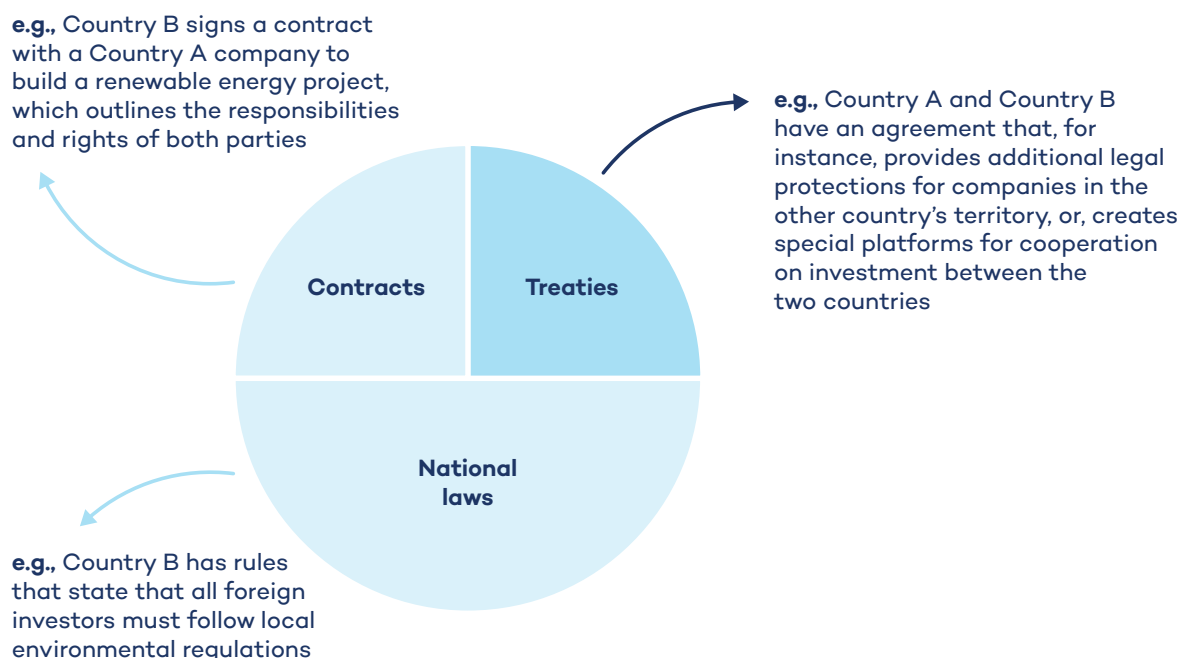 e.g., Country B signs a contract
with a Country A company to
build a renewable energy project,
which outlines the responsibilities
and rights of both parties
e.g., Country A and Country B
have an agreement that, for
instance, provides additional legal
protections for companies in the
other country’s territory, or, creates
special platforms for cooperation
on investment between the
two countries
Contracts
Treaties
National
laws
e.g., Country B has rules
that state that all foreign
investors must follow local
environmental regulations